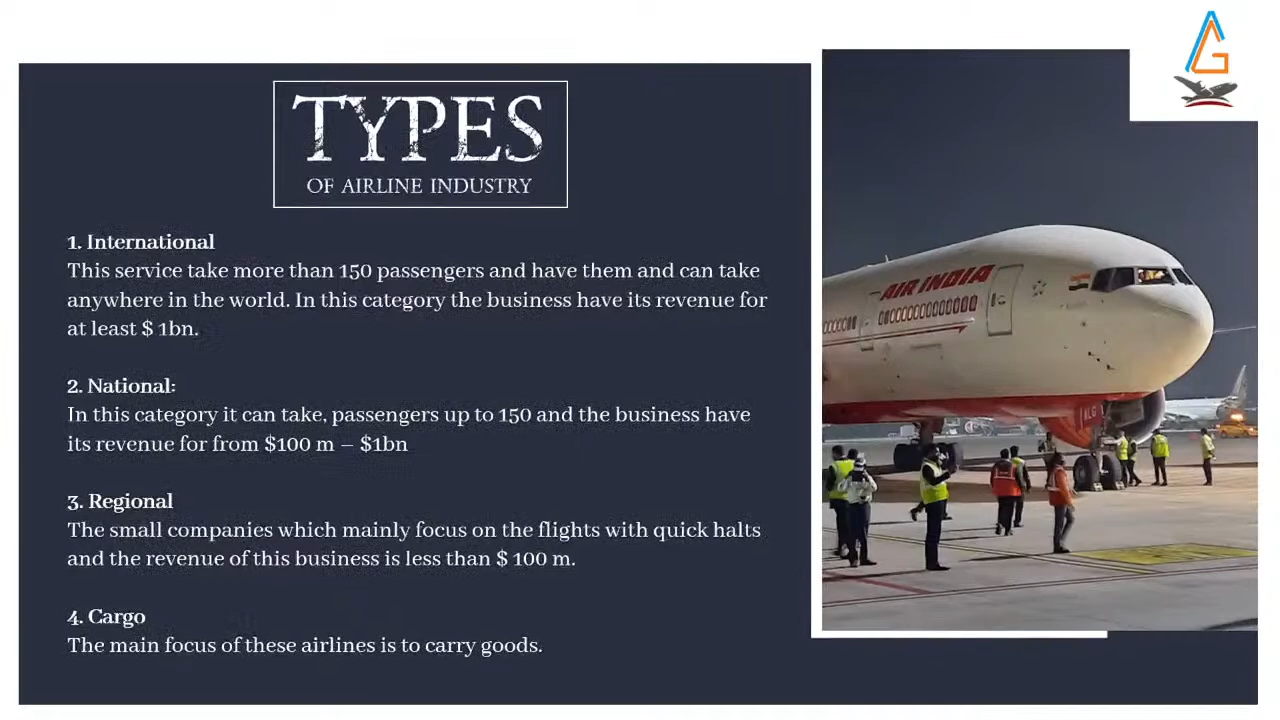 TYPES
OF AIRLINE INDUSTRY
1. International
This service take more than 150 passengers and have them and can take
anywhere in the world. In this category the business have its revenue for
at least $ 1bn.
2. National:
In this category it can take, passengers up to 150 and the business have
its revenue for from $100 m – $1bn
3. Regional
The small companies which mainly focus on the flights with quick halts
and the revenue of this business is less than $ 100 m.
4. Cargo
The main focus of these airlines is to carry goods.
AIR INDIA
ALG